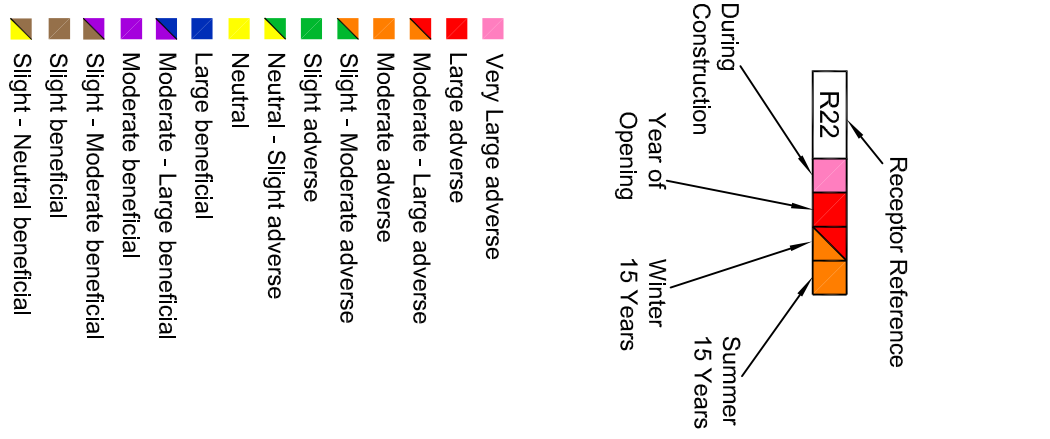 Receptor Reference
R22
During
Construction
Year of
Opening
Winter
15 Years
Summer
15 Years
Very Large adverse
Large adverse
Moderate - Large adverse
Moderate adverse
Slight - Moderate adverse
Slight adverse
Neutral - Slight adverse
Neutral
Large beneficial
Moderate - Large beneficial
Moderate beneficial
Slight - Moderate beneficial
Slight beneficial
Slight - Neutral beneficial